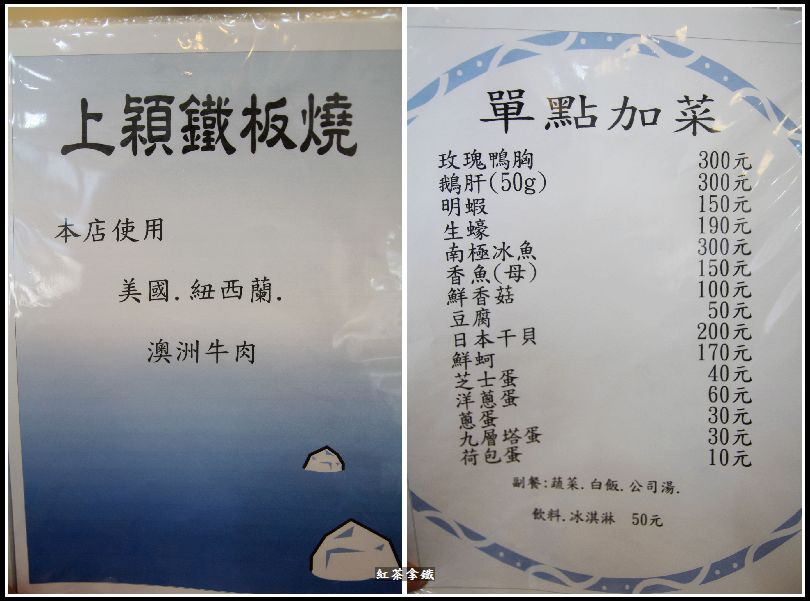 上穎鐵板燒
本店使用
美國.紐西蘭.
澳洲牛肉
單點加菜
玫瑰鴨胸 300元
鵝肝(50g) 300元
明蝦 150元
生蠔 190元
南極冰魚 300元
香魚(母) 150元
鮮香菇 100元
豆腐 50元
日本干貝 200元
鮮蚵 170元
芝士蛋 40元
洋蔥蛋 60元
蔥蛋 30元
九層塔蛋 30元
荷包蛋 10元
副餐:蔬菜.白飯.公司湯.
飲料.冰淇淋 50元
紅茶拿鐵